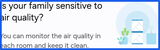 s your family sensitive to
air quality?
You can monitor the air quality in
each room and keep it clean.